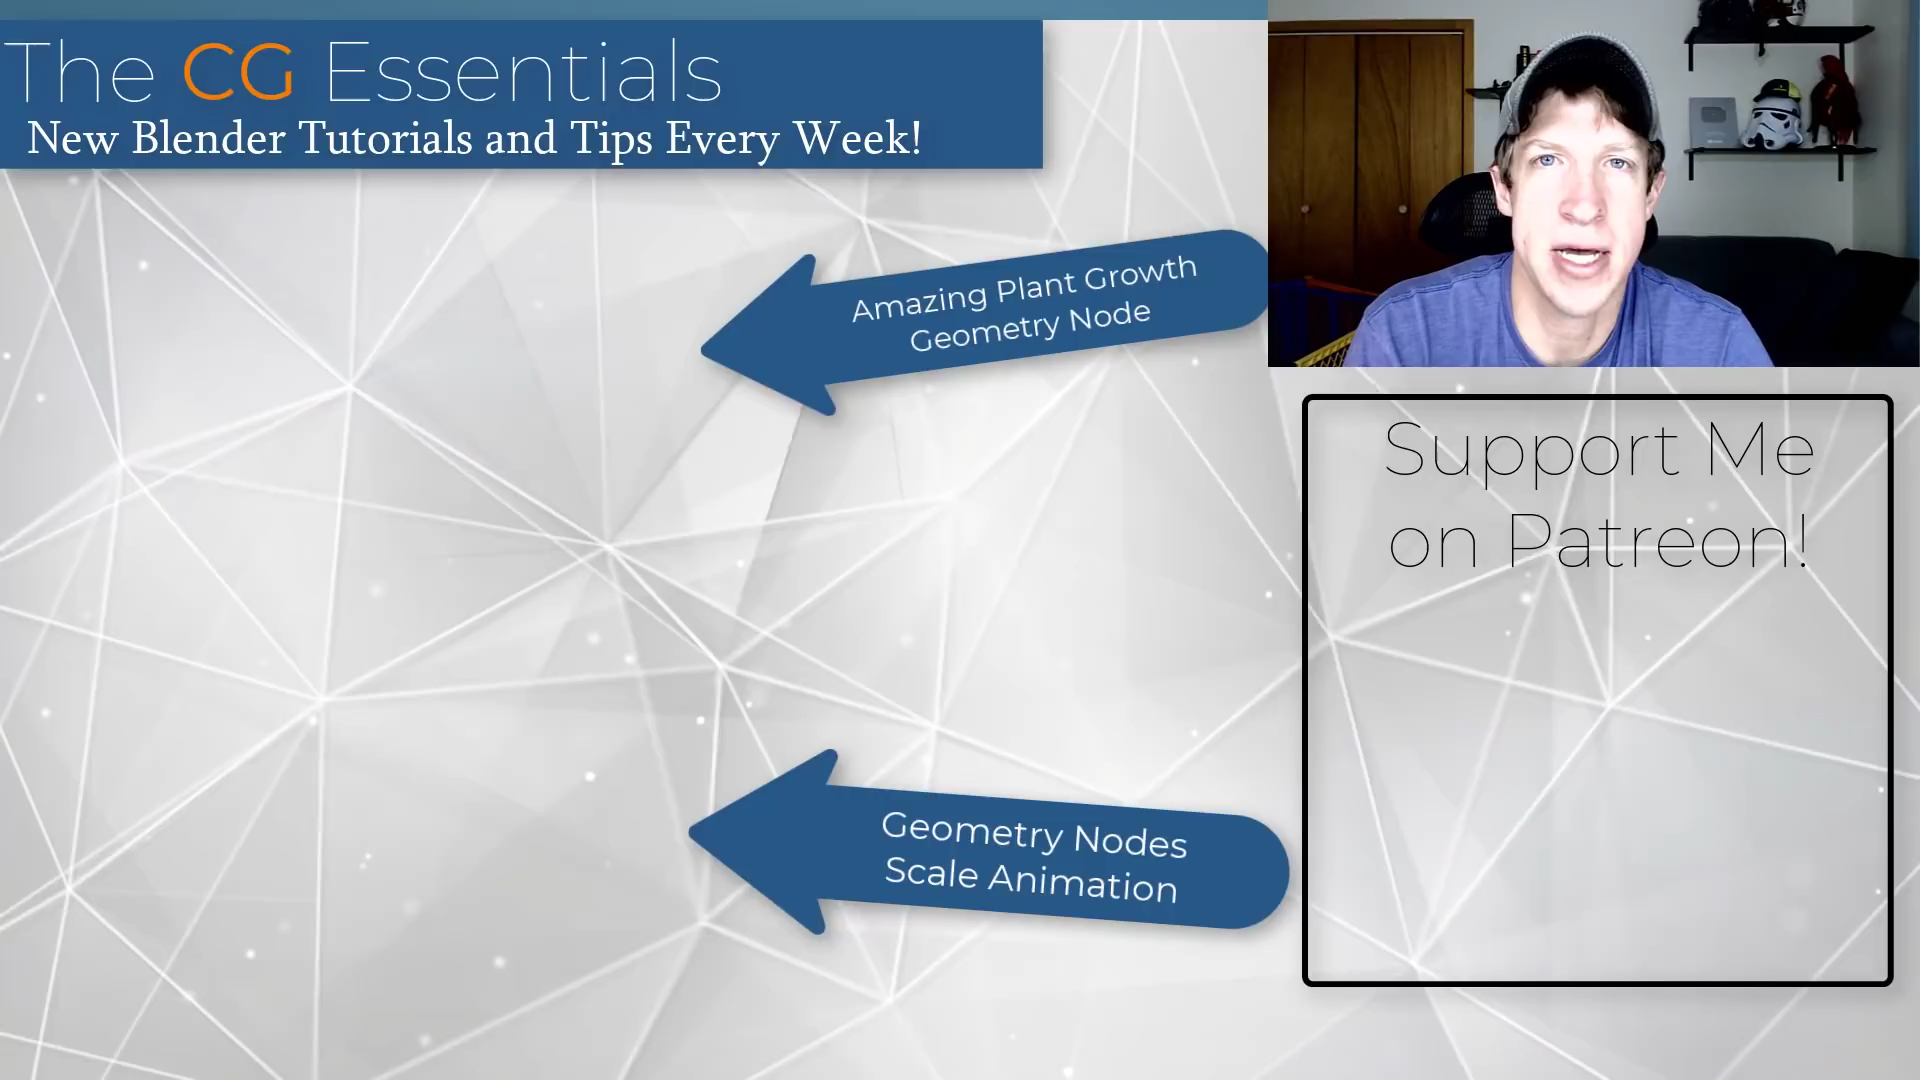 The CG Essentials
New Blender Tutorials and Tips Every Week!
Amazing Plant Growth
Geometry Node
Support Me
on Patreon!
Geometry Nodes
Scale Animation